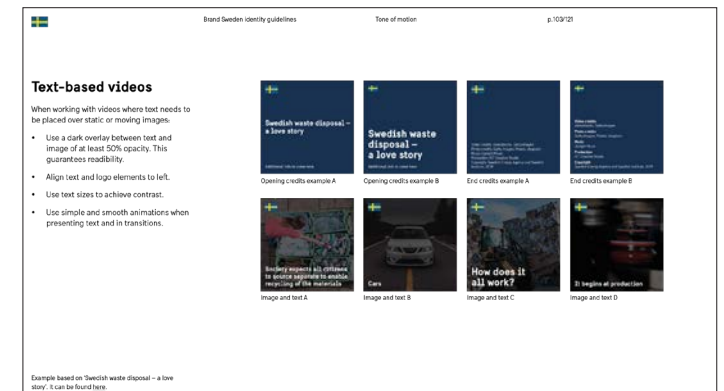 Brand Sweden identity guidelines
Tone of motion
p.103/121
Text-based videos
When working with videos where text needs to
be placed over static or moving images:
• Use a dark overlay between text and
image of at least 50% opacity. This
guarantees readibility.
• Align text and logo elements to left.
• Use text sizes to achieve contrast.
• Use simple and smooth animations when
presenting text and in transitions.
Swedish waste disposal –
a love story
Opening credits example A
Swedish waste
disposal –
a love story
Opening credits example B
End credits example A
Production
Copyright
End credits example B
Society expects all citizens
to source separate to enable
recycling of the materials
Image and text A
Cars
Image and text B
How does it
all work?
Image and text C
It begins at production
Image and text D
Example based on 'Swedish waste disposal – a love
story'. It can be found here.